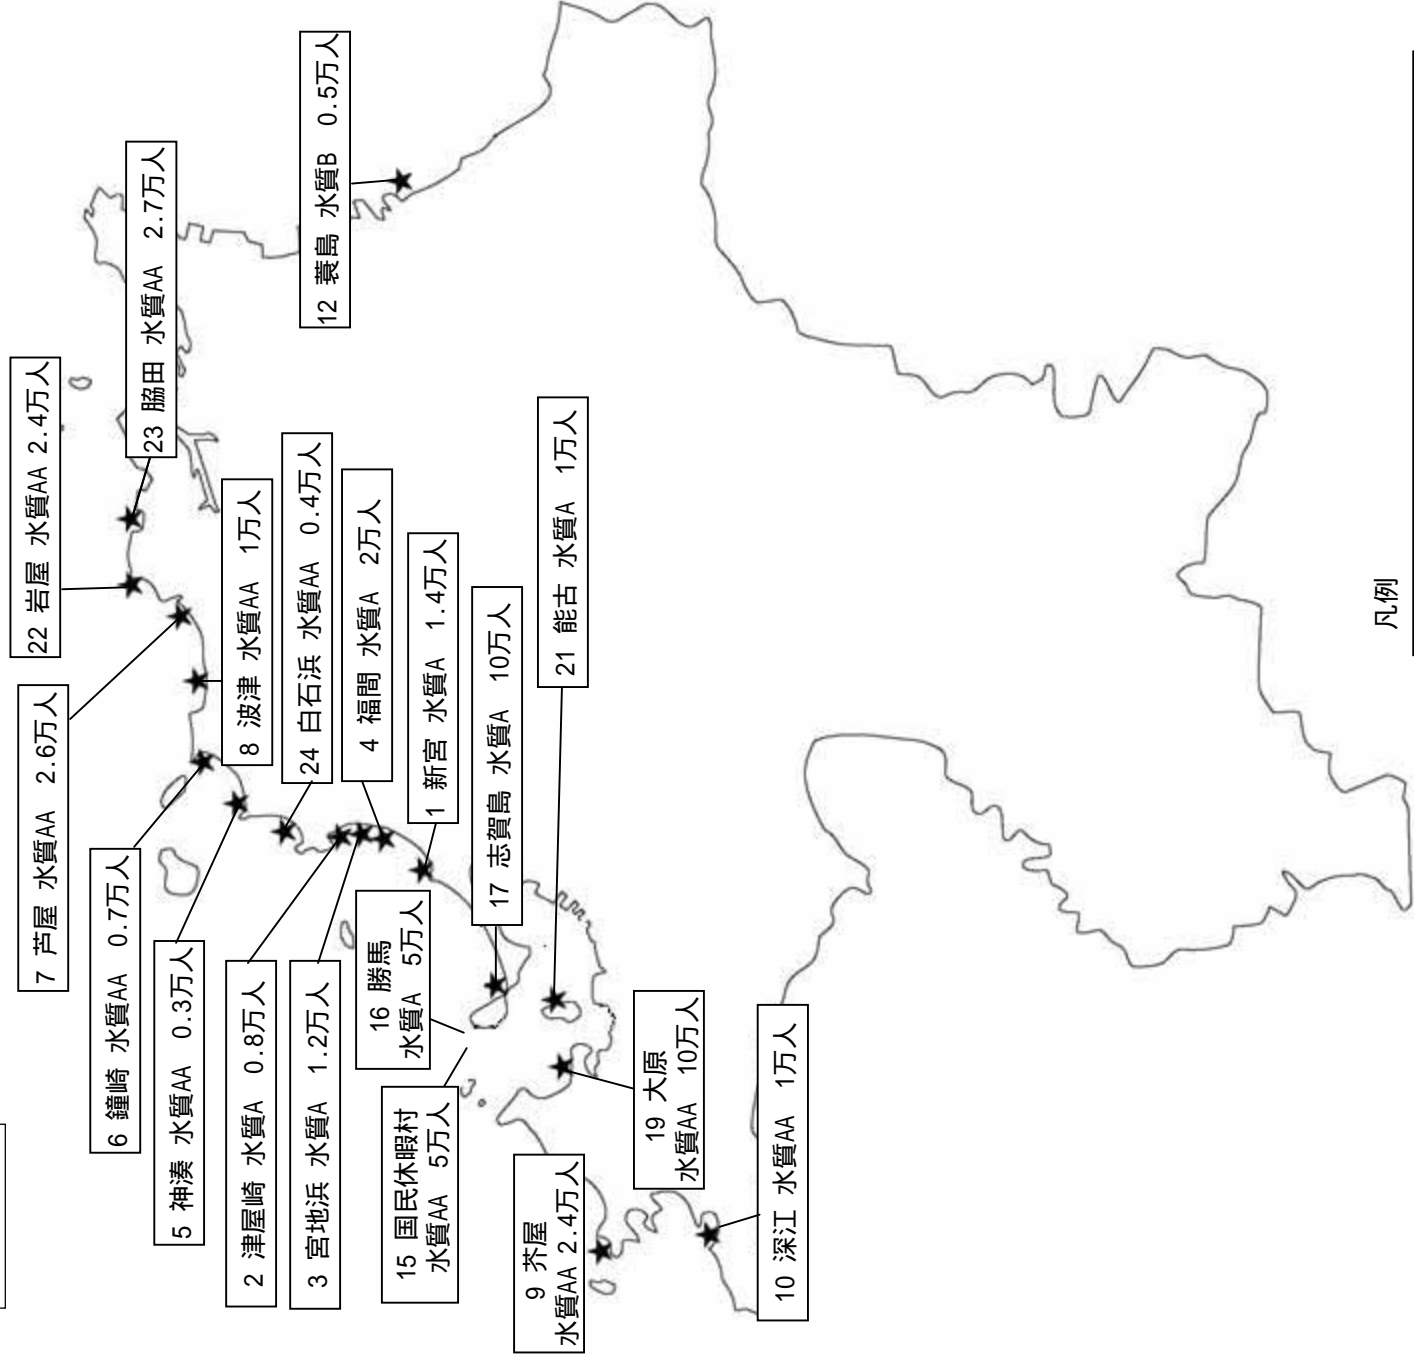 22 岩屋 水質AA 2.4万人
23 脇田 水質AA 2.7万人
12 蓑島 水質B 0.5万人
7 芦屋 水質AA 2.6万人
8 波津 水質AA 1万人
6 鐘崎 水質AA 0.7万人
5 神湊 水質AA 0.3万人
24 白石浜 水質AA 0.4万人
2 津屋崎 水質A 0.8万人
3 宮地浜 水質A 1.2万人
4 福間 水質A 2万人
1 新宮 水質A 1.4万人
16 勝馬
水質A 5万人
15 国民休暇村
水質AA 5万人
17 志賀島 水質A 10万人
21 能古 水質A 1万人
9 芥屋
水質AA 2.4万人
19 大原
水質AA 10万人
10 深江 水質AA 1万人
凡例